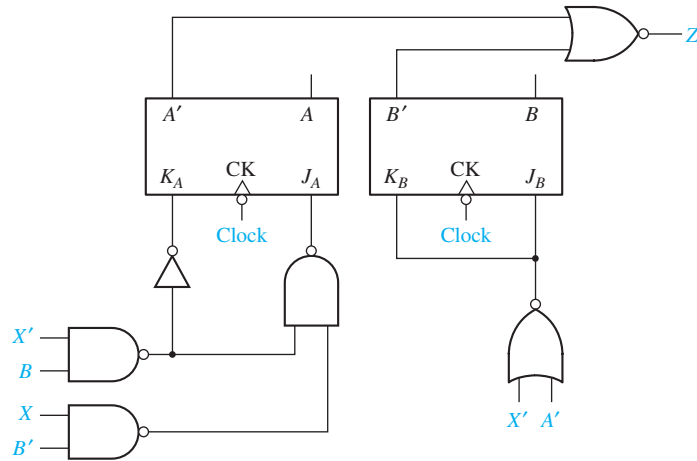 Z
A′ A B′ B
K_A CK J_A K_B CK J_B
Clock Clock
X′
B
X
B′
X′ A′